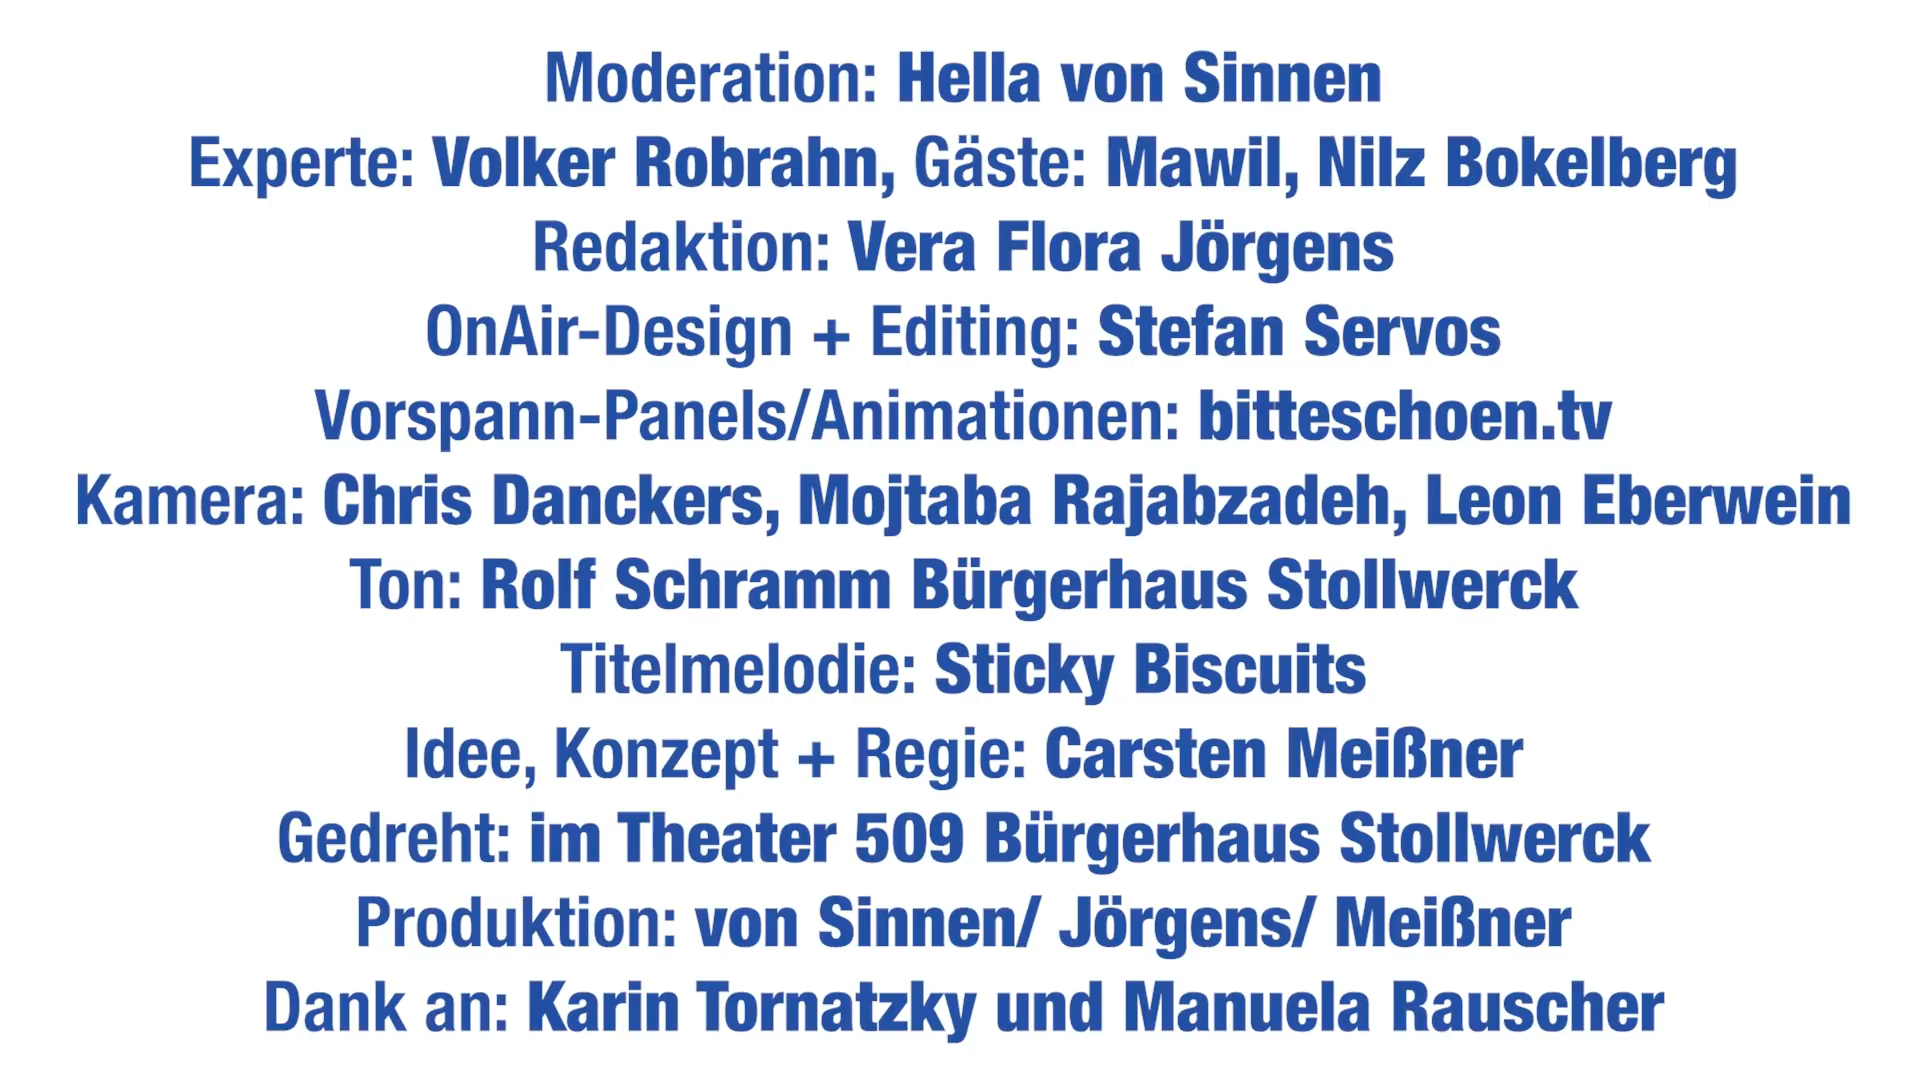 Moderation: Hella von Sinnen
Experte: Volker Robrahn, Gäste: Mawil, Nilz Bokelberg
Redaktion: Vera Flora Jörgens
OnAir-Design + Editing: Stefan Servos
Vorspann-Panels/Animationen: bitteschoen.tv
Kamera: Chris Danckers, Mojtaba Rajabzadeh, Leon Eberwein
Ton: Rolf Schramm Bürgerhaus Stollwerck
Titelmelodie: Sticky Biscuits
Idee, Konzept + Regie: Carsten Meißner
Gedreht: im Theater 509 Bürgerhaus Stollwerck
Produktion: von Sinnen/ Jörgens/ Meißner
Dank an: Karin Tornatzky und Manuela Rauscher